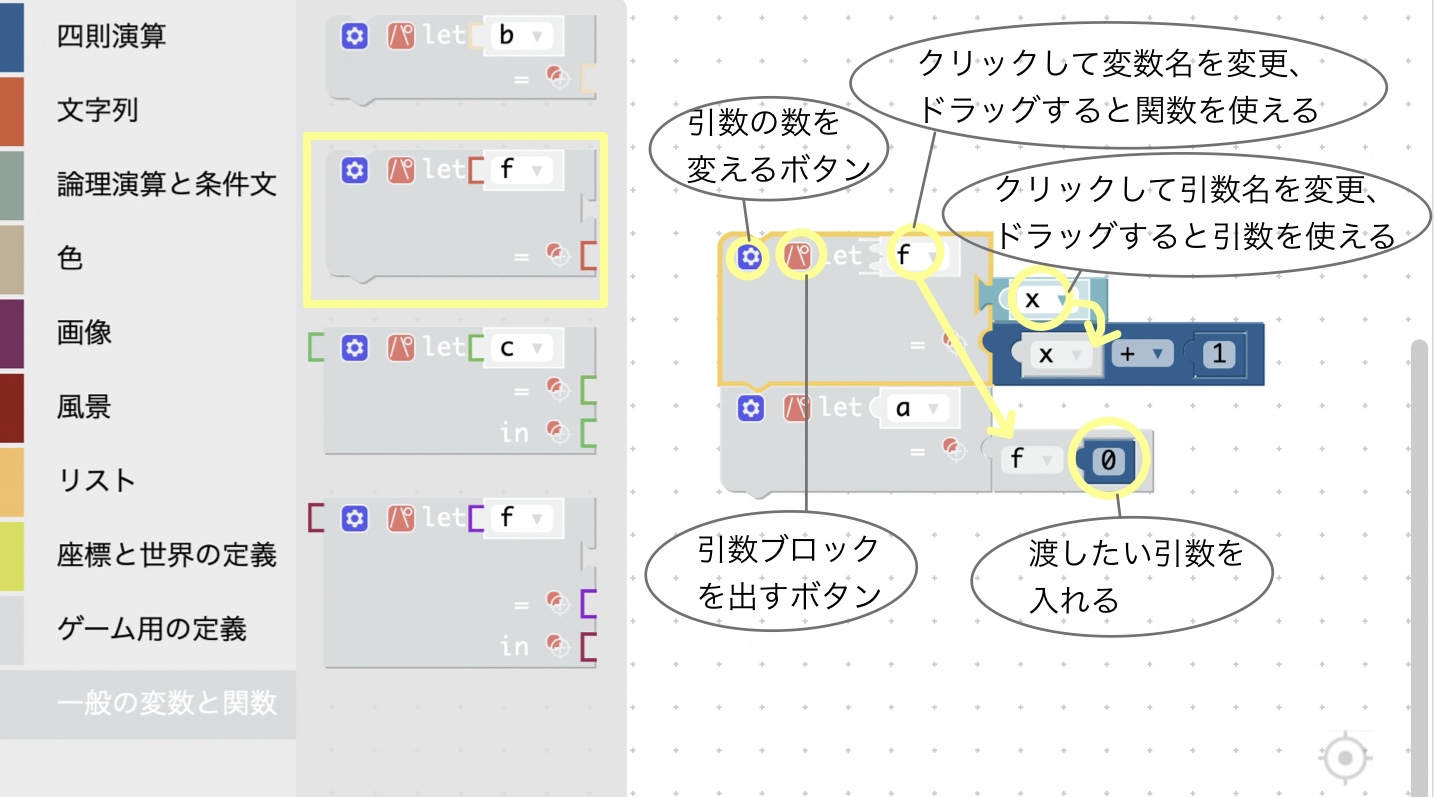 四則演算
文字列
論理演算と条件文
色
画像
風景
リスト
座標と世界の定義
ゲーム用の定義
一般の変数と関数
let b
=
let f
=
let c
=
in
let f
=
in
引数の数を
変えるボタン
クリックして変数名を変更、
ドラッグすると関数を使える
クリックして引数名を変更、
ドラッグすると引数を使える
let f
x
= x + 1
let a
= f 0
引数ブロック
を出すボタン
渡したい引数を
入れる